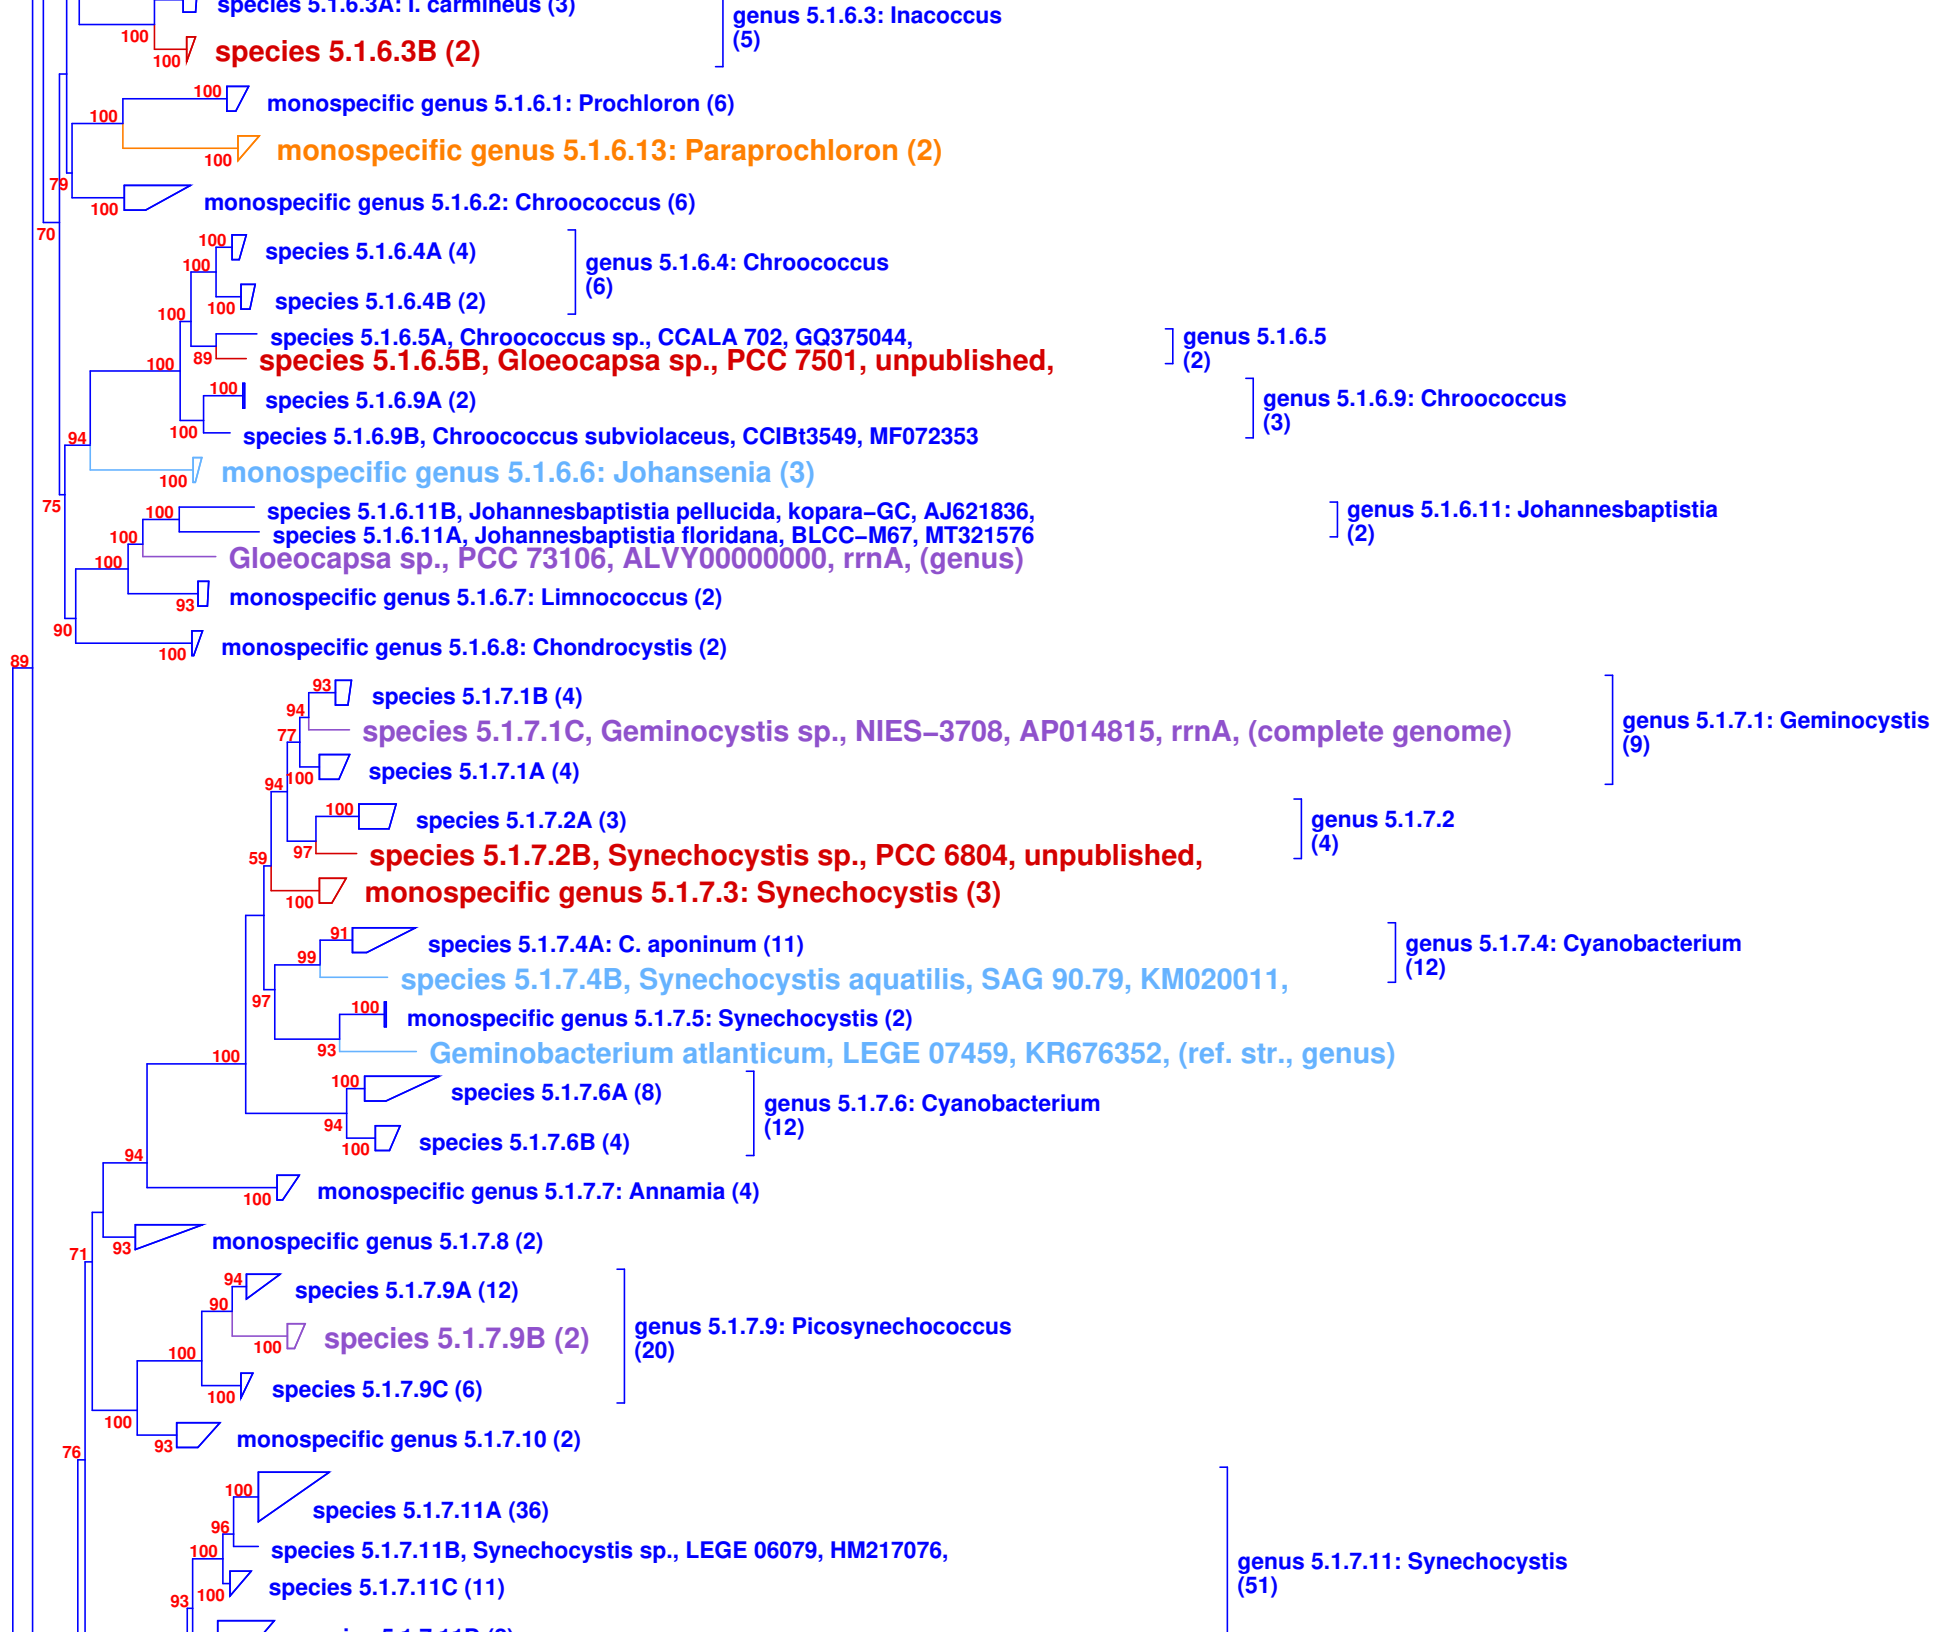 species 5.1.6.3A: I. carmineus (3)
genus 5.1.6.3: Inacoccus
(5)
100
species 5.1.6.3B (2)
100
100
monospecific genus 5.1.6.1: Prochloron (6)
100
monospecific genus 5.1.6.13: Paraprochloron (2)
100
79
monospecific genus 5.1.6.2: Chroococcus (6)
100
70
100
species 5.1.6.4A (4)
genus 5.1.6.4: Chroococcus
(6)
100
species 5.1.6.4B (2)
100
100
species 5.1.6.5A, Chroococcus sp., CCALA 702, GQ375044,
genus 5.1.6.5
(2)
89
species 5.1.6.5B, Gloeocapsa sp., PCC 7501, unpublished,
100
100
species 5.1.6.9A (2)
genus 5.1.6.9: Chroococcus
(3)
100
species 5.1.6.9B, Chroococcus subviolaceus, CCIBt3549, MF072353
94
monospecific genus 5.1.6.6: Johansenia (3)
100
75
100
species 5.1.6.11B, Johannesbaptistia pellucida, kopara−GC, AJ621836,
genus 5.1.6.11: Johannesbaptistia
(2)
species 5.1.6.11A, Johannesbaptistia floridana, BLCC−M67, MT321576
100
Gloeocapsa sp., PCC 73106, ALVY00000000, rrnA, (genus)
100
monospecific genus 5.1.6.7: Limnococcus (2)
93
90
monospecific genus 5.1.6.8: Chondrocystis (2)
100
89
93
species 5.1.7.1B (4)
94
species 5.1.7.1C, Geminocystis sp., NIES−3708, AP014815, rrnA, (complete genome)
genus 5.1.7.1: Geminocystis
(9)
77
species 5.1.7.1A (4)
100
94
100
species 5.1.7.2A (3)
genus 5.1.7.2
(4)
97
species 5.1.7.2B, Synechocystis sp., PCC 6804, unpublished,
59
monospecific genus 5.1.7.3: Synechocystis (3)
100
91
species 5.1.7.4A: C. aponinum (11)
genus 5.1.7.4: Cyanobacterium
(12)
99
species 5.1.7.4B, Synechocystis aquatilis, SAG 90.79, KM020011,
97
100
monospecific genus 5.1.7.5: Synechocystis (2)
93
Geminobacterium atlanticum, LEGE 07459, KR676352, (ref. str., genus)
100
100
species 5.1.7.6A (8)
genus 5.1.7.6: Cyanobacterium
(12)
94
species 5.1.7.6B (4)
100
94
monospecific genus 5.1.7.7: Annamia (4)
100
monospecific genus 5.1.7.8 (2)
93
71
94
species 5.1.7.9A (12)
90
species 5.1.7.9B (2)
100
genus 5.1.7.9: Picosynechococcus
(20)
100
species 5.1.7.9C (6)
100
100
monospecific genus 5.1.7.10 (2)
93
76
100
species 5.1.7.11A (36)
96
species 5.1.7.11B, Synechocystis sp., LEGE 06079, HM217076,
100
genus 5.1.7.11: Synechocystis
(51)
species 5.1.7.11C (11)
100
93